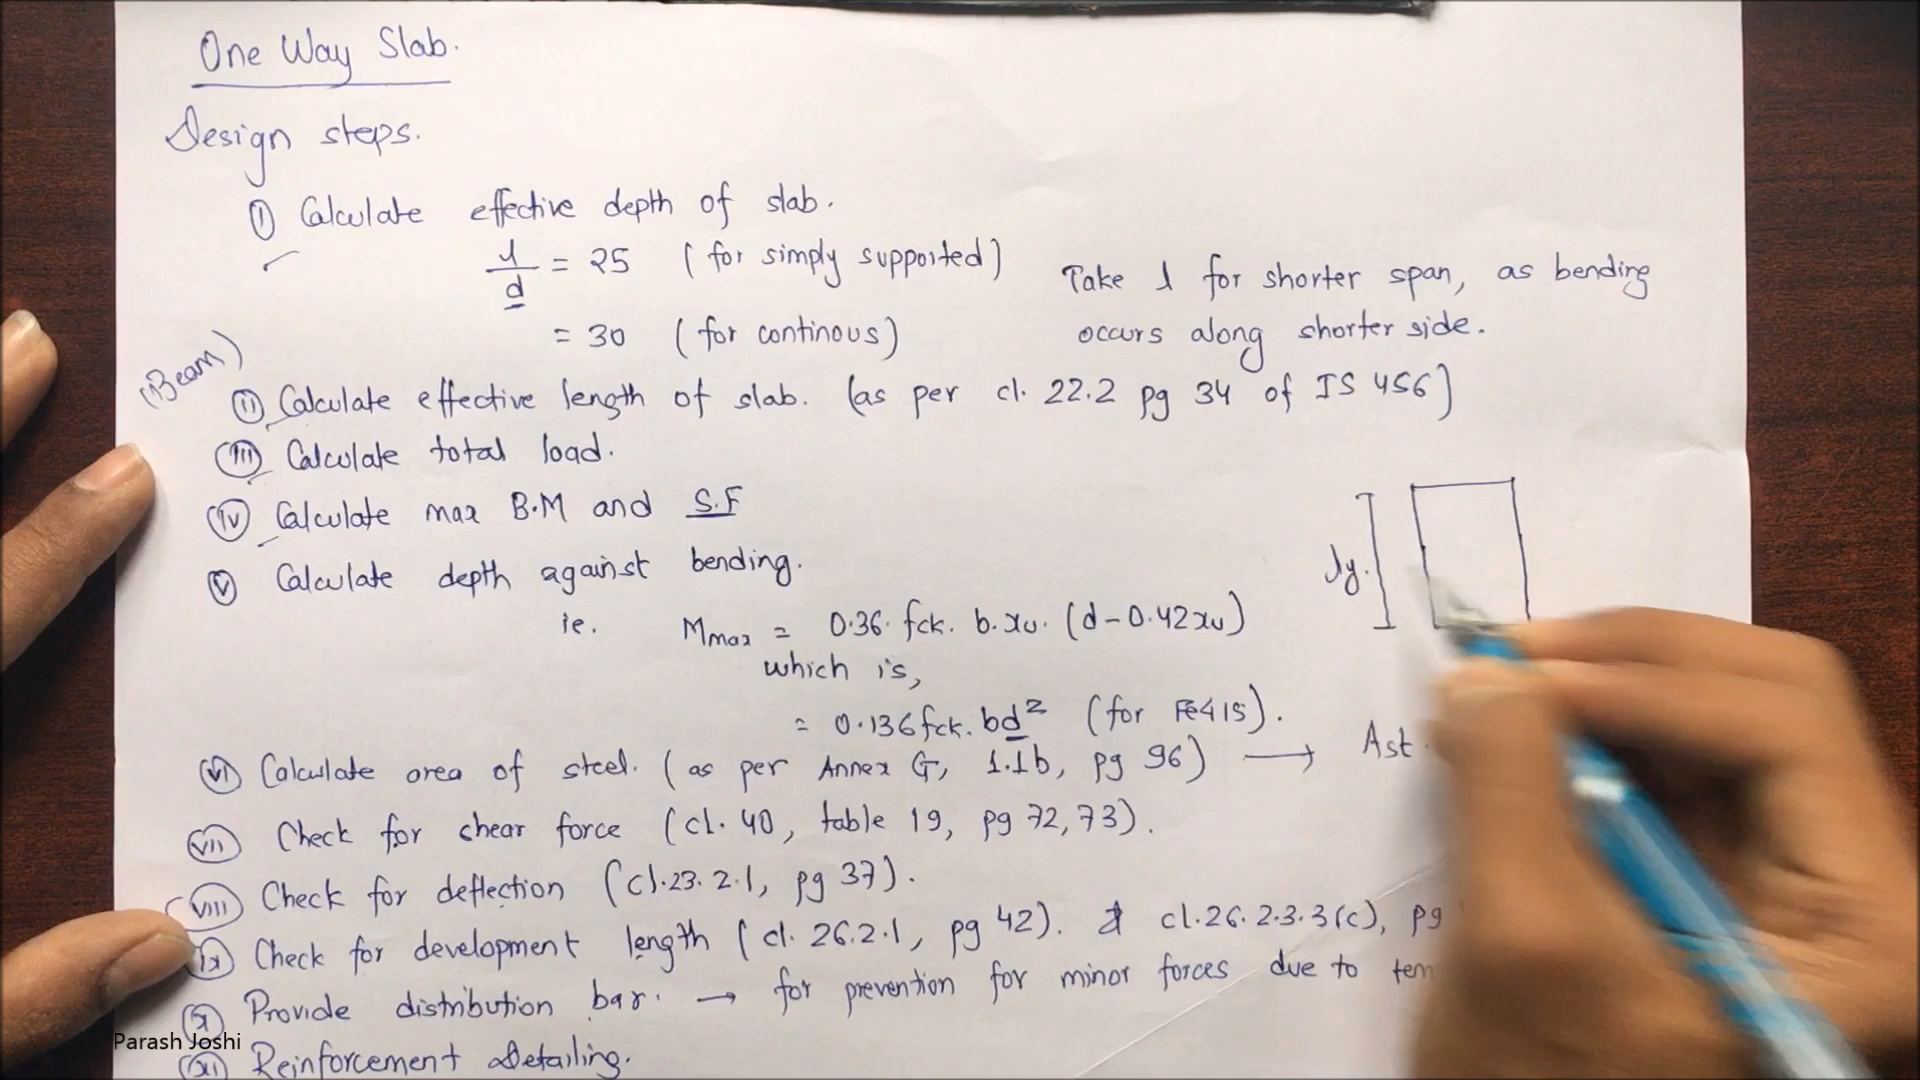 One Way Slab.
Design steps.
(i) Calculate effective depth of slab.
l/d = 25 (for simply supported)
= 30 (for continous)
Take l for shorter span, as bending
occurs along shorter side.
(Beam)
(ii) Calculate effective length of slab. (as per cl. 22.2 pg 34 of IS 456)
(iii) Calculate total load.
(iv) Calculate max B.M and S.F
(v) Calculate depth against bending.
ie. Mmax = 0.36. fck. b. xu. (d-0.42xu)
which is,
= 0.136 fck. bd² (for Fe415).
ly.
(vi) Calculate area of steel. (as per Annex G, 1.1b, pg 96) → Ast
(vii) Check for shear force (cl. 40, table 19, pg 72, 73).
(viii) Check for deflection (cl.23.2.1, pg 37).
(ix) Check for development length (cl. 26.2.1, pg 42). & cl.26.2.3.3(c), pg
(x) Provide distribution bar. → for prevention for minor forces due to tem
(xi) Reinforcement Detailing.
Parash Joshi